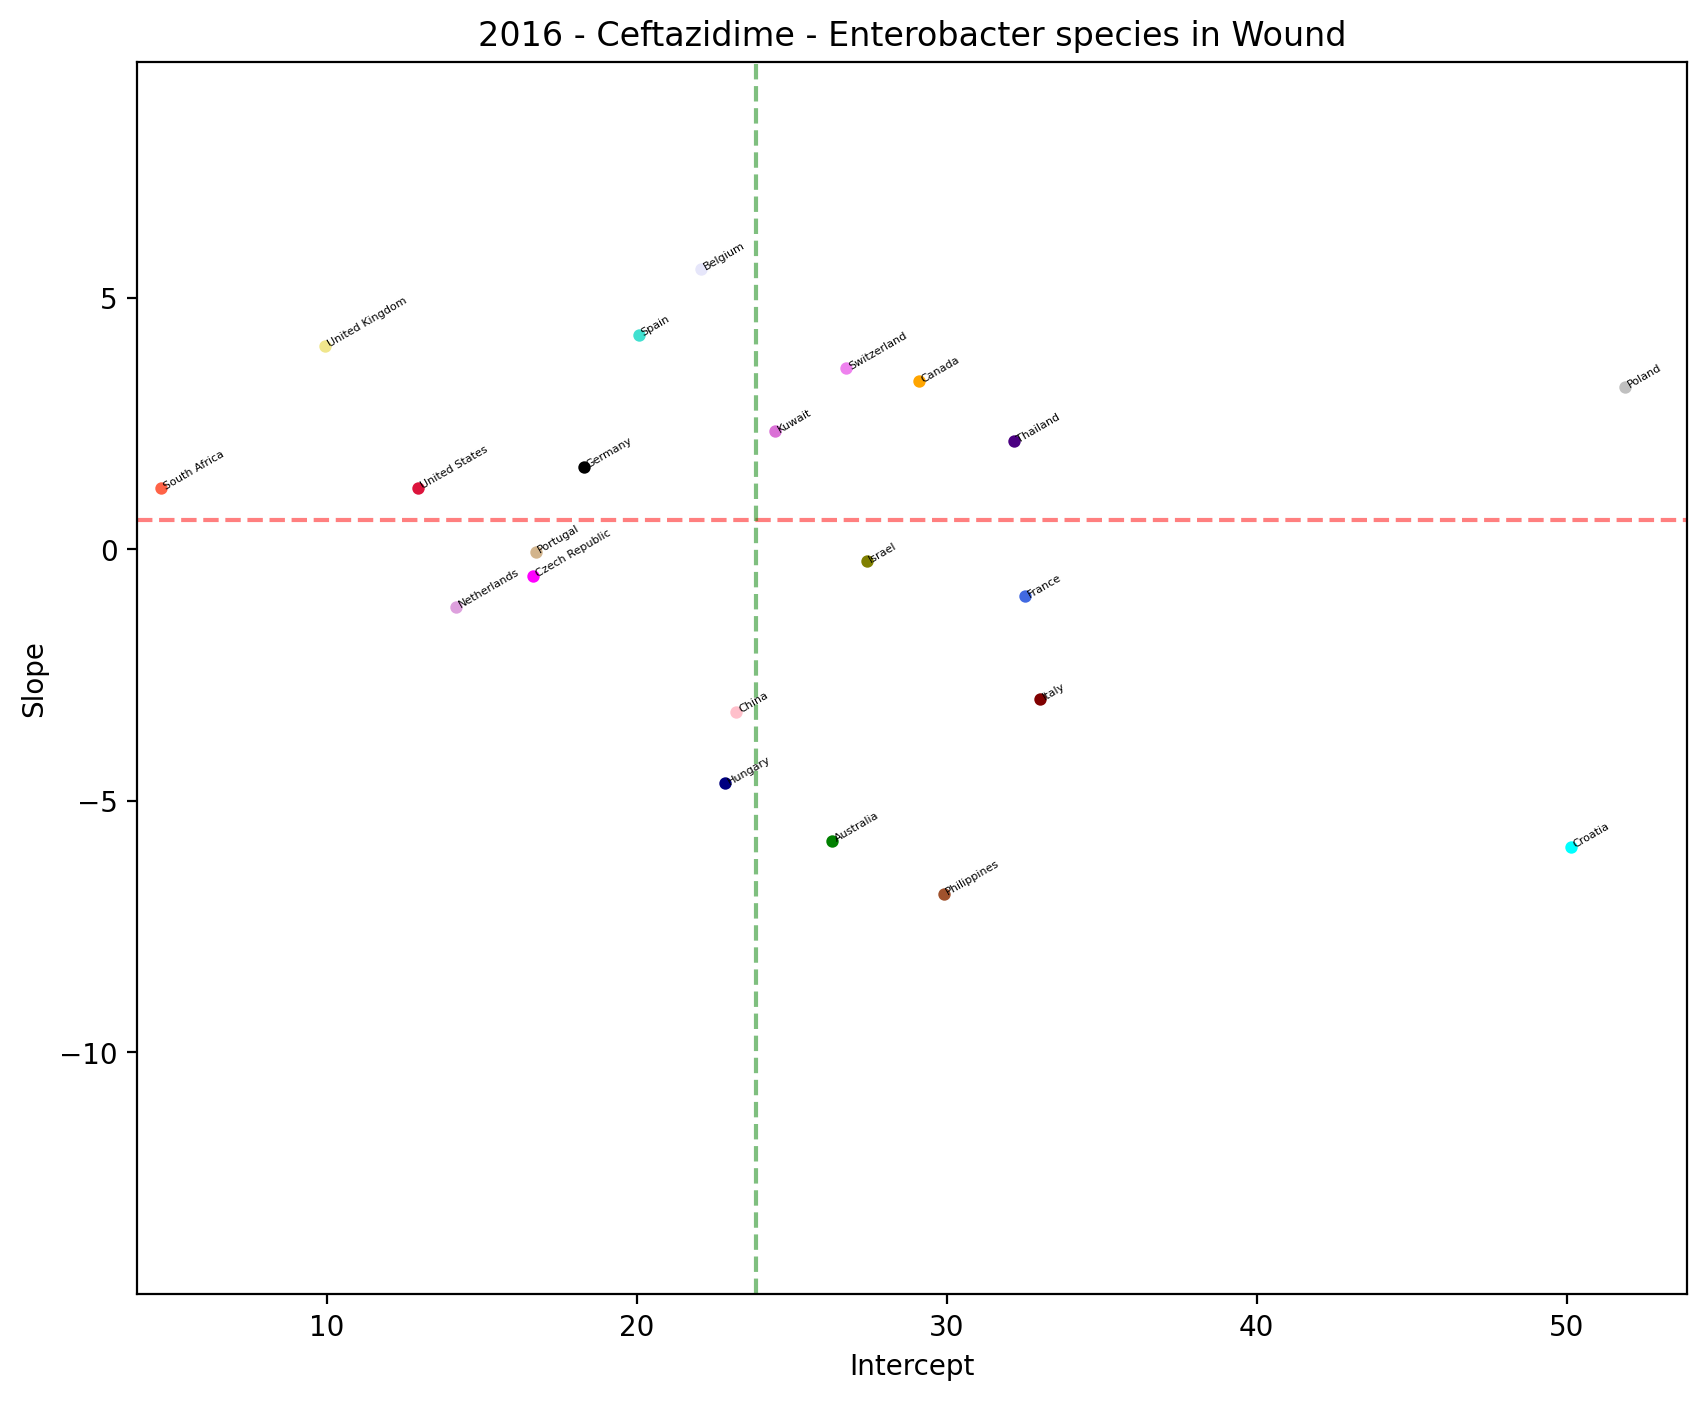 2016 - Ceftazidime - Enterobacter species in Wound
Belgium
5
United Kingdom
Spain
Switzerland
Canada
Poland
Kuwait
Thailand
Germany
United States
South Africa
Portugal
0
Czech Republic
Israel
Netherlands
France
Slope
Italy
China
Hungary
−5
Australia
Croatia
Philippines
−10
10
20
30
40
50
Intercept